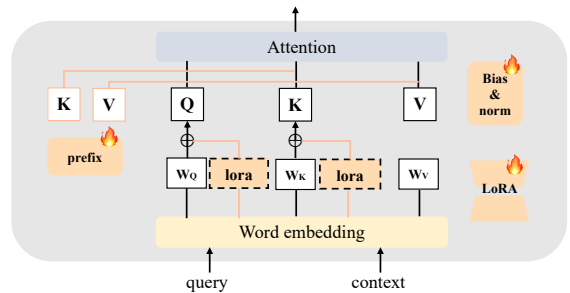 Attention
K
V
Q
K
V
Bias
&
norm
prefix
WQ
lora
WK
lora
WV
LoRA
Word embedding
query
context